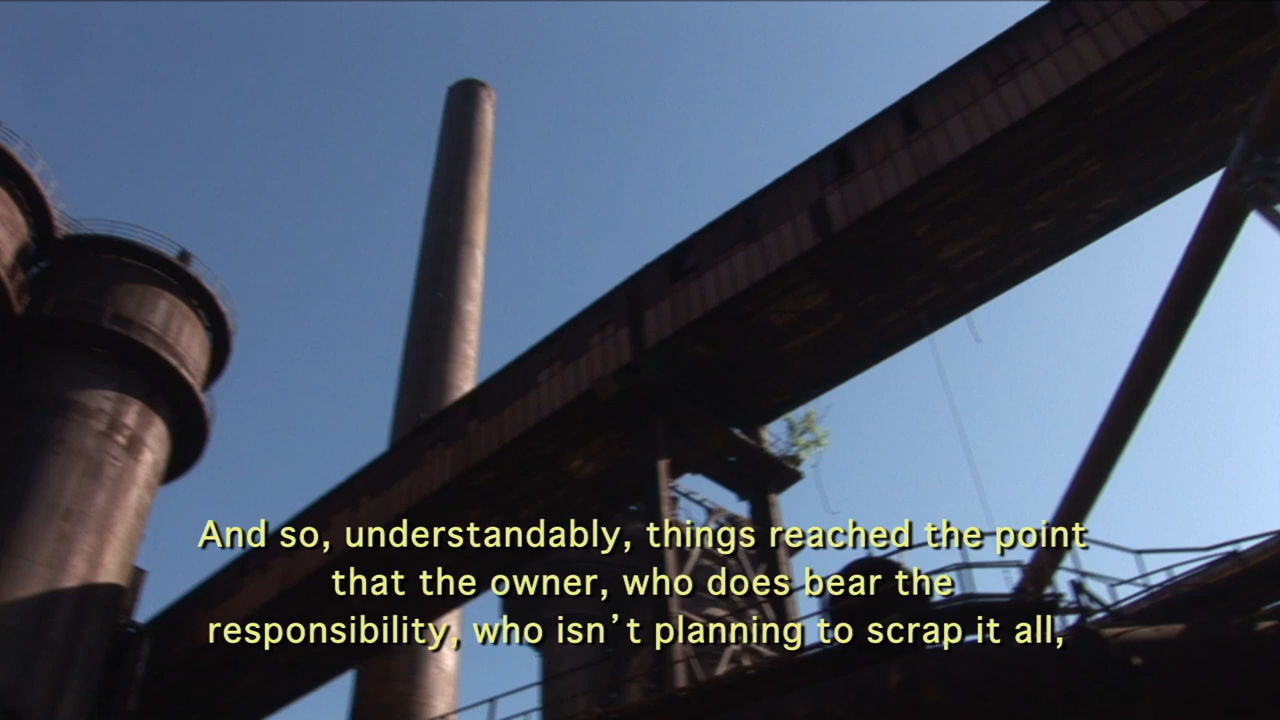 And so, understandably, things reached the point
that the owner, who does bear the
responsibility, who isn’t planning to scrap it all,